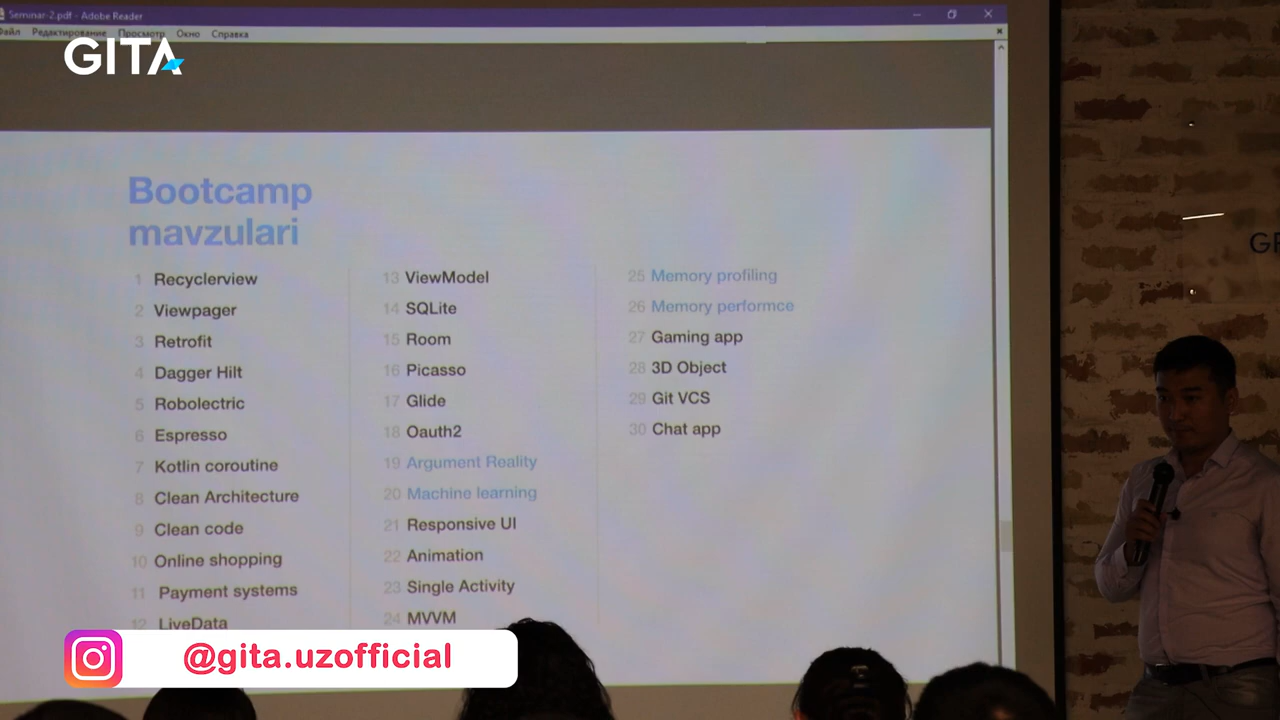 Seminar-2.pdf - Adobe Reader
Файл Редактирование Просмотр Окно Справка
GITA
Bootcamp
mavzulari
1 Recyclerview
2 Viewpager
3 Retrofit
4 Dagger Hilt
5 Robolectric
6 Espresso
7 Kotlin coroutine
8 Clean Architecture
9 Clean code
10 Online shopping
11 Payment systems
12 LiveData
13 ViewModel
14 SQLite
15 Room
16 Picasso
17 Glide
18 Oauth2
19 Argument Reality
20 Machine learning
21 Responsive UI
22 Animation
23 Single Activity
24 MVVM
25 Memory profiling
26 Memory performce
27 Gaming app
28 3D Object
29 Git VCS
30 Chat app
@gita.uzofficial